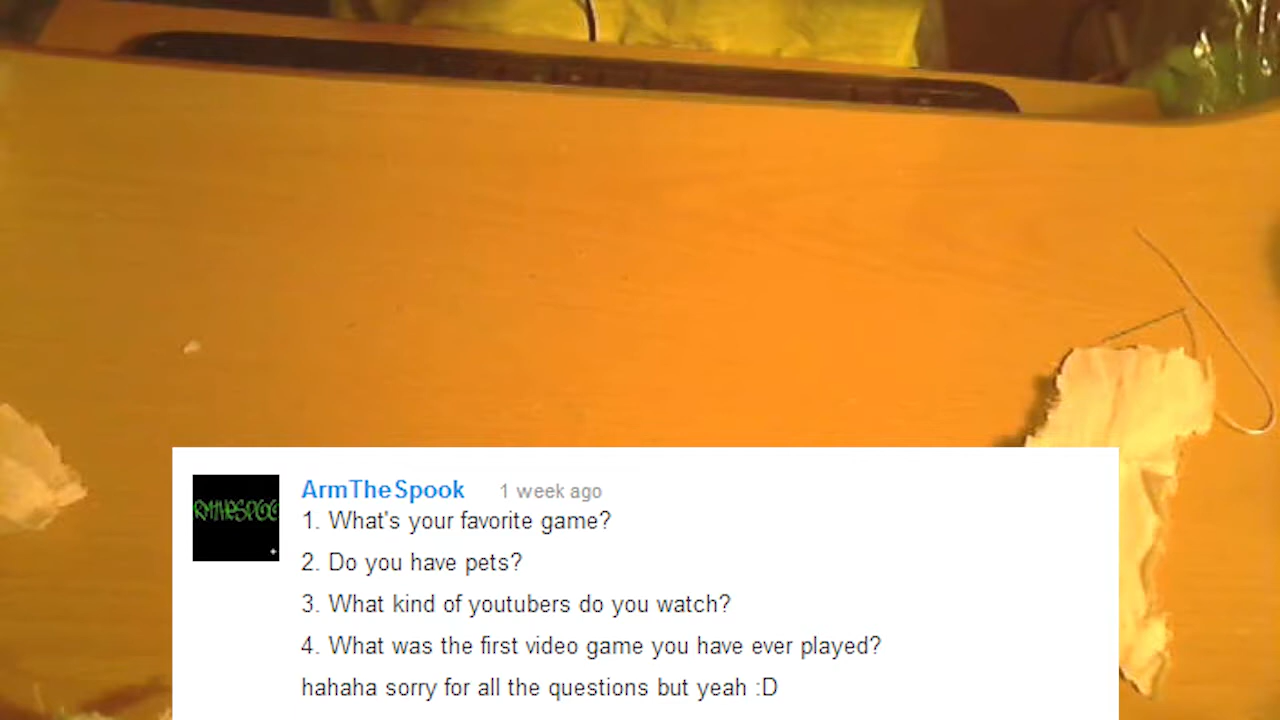 ArmTheSpook 1 week ago
1. What's your favorite game?
2. Do you have pets?
3. What kind of youtubers do you watch?
4. What was the first video game you have ever played?
hahaha sorry for all the questions but yeah :D